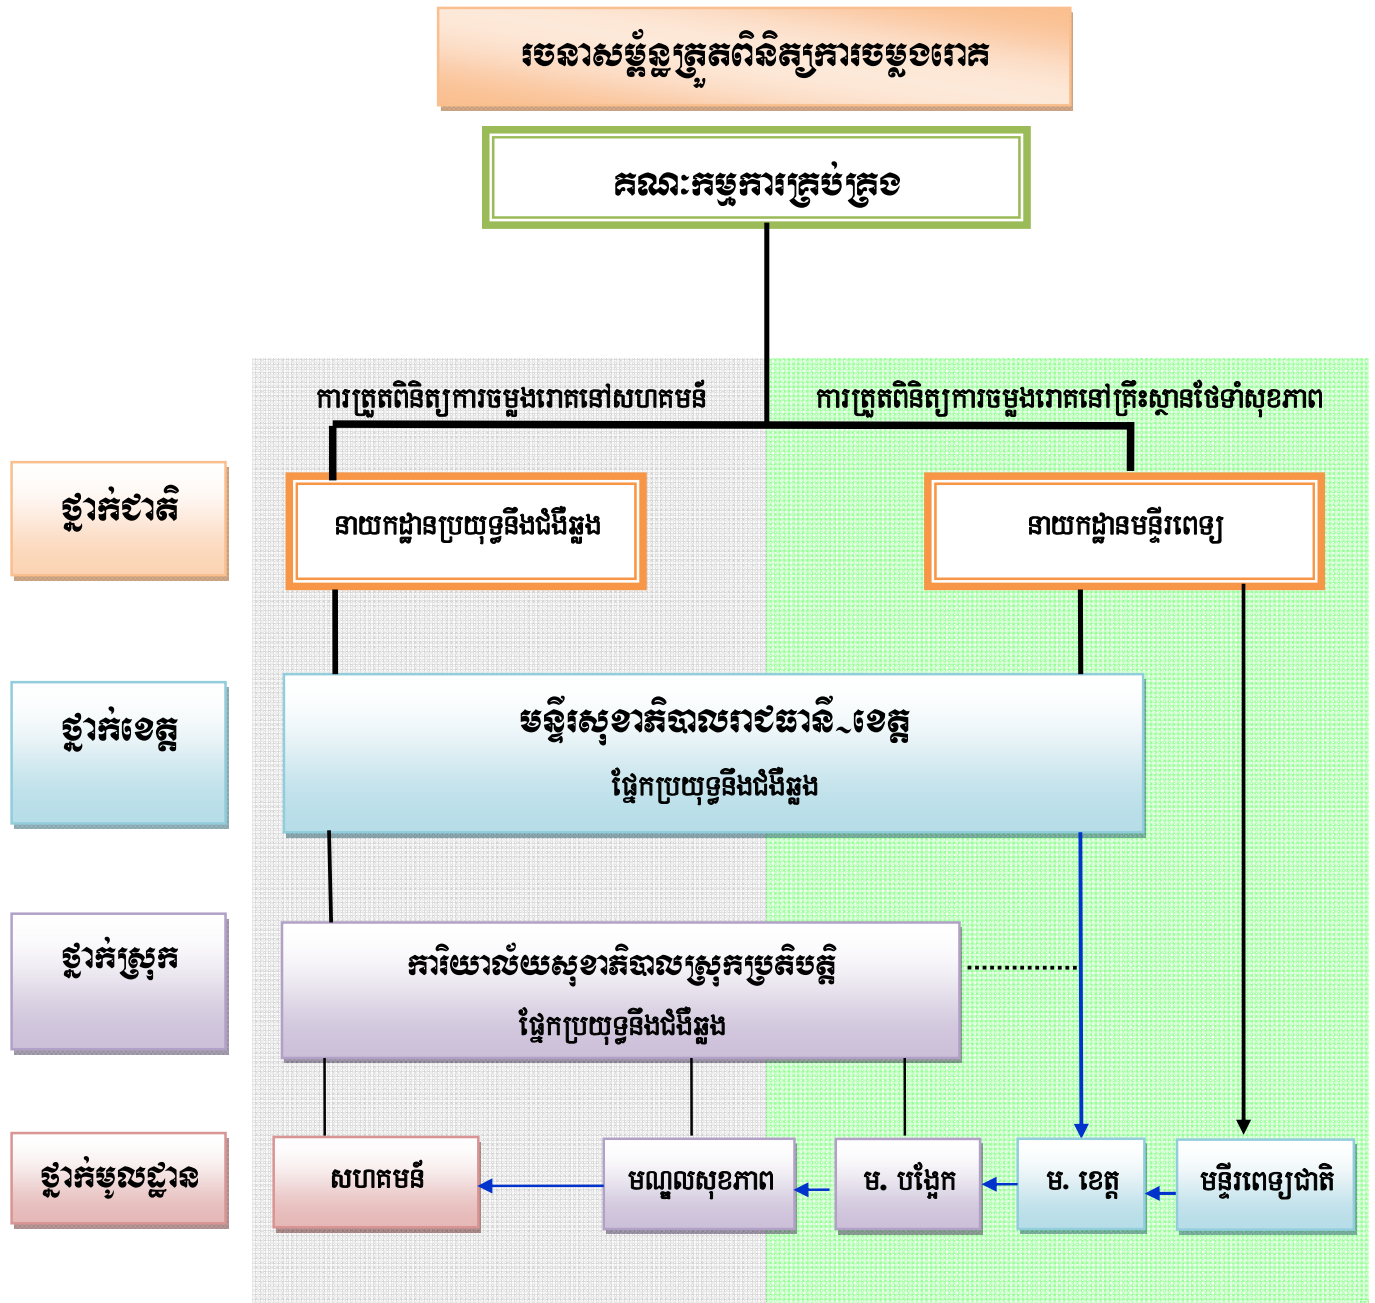 រចនាសម្ព័ន្ធត្រួតពិនិត្យការចម្លងរោគ
គណៈកម្មការគ្រប់គ្រង
ការត្រួតពិនិត្យការចម្លងរោគនៅសហគមន៍
ការត្រួតពិនិត្យការចម្លងរោគនៅគ្រឹះស្ថានថែទាំសុខភាព
ថ្នាក់ជាតិ
នាយកដ្ឋានប្រយុទ្ធនឹងជំងឺឆ្លង
នាយកដ្ឋានមន្ទីរពេទ្យ
ថ្នាក់ខេត្ត
មន្ទីរសុខាភិបាលរាជធានី~ខេត្ត
ផ្នែកប្រយុទ្ធនឹងជំងឺឆ្លង
ថ្នាក់ស្រុក
ការិយាល័យសុខាភិបាលស្រុកប្រតិបត្តិ
ផ្នែកប្រយុទ្ធនឹងជំងឺឆ្លង
ថ្នាក់មូលដ្ឋាន
សហគមន៍
មណ្ឌលសុខភាព
ម. បង្អែក
ម. ខេត្ត
មន្ទីរពេទ្យជាតិ